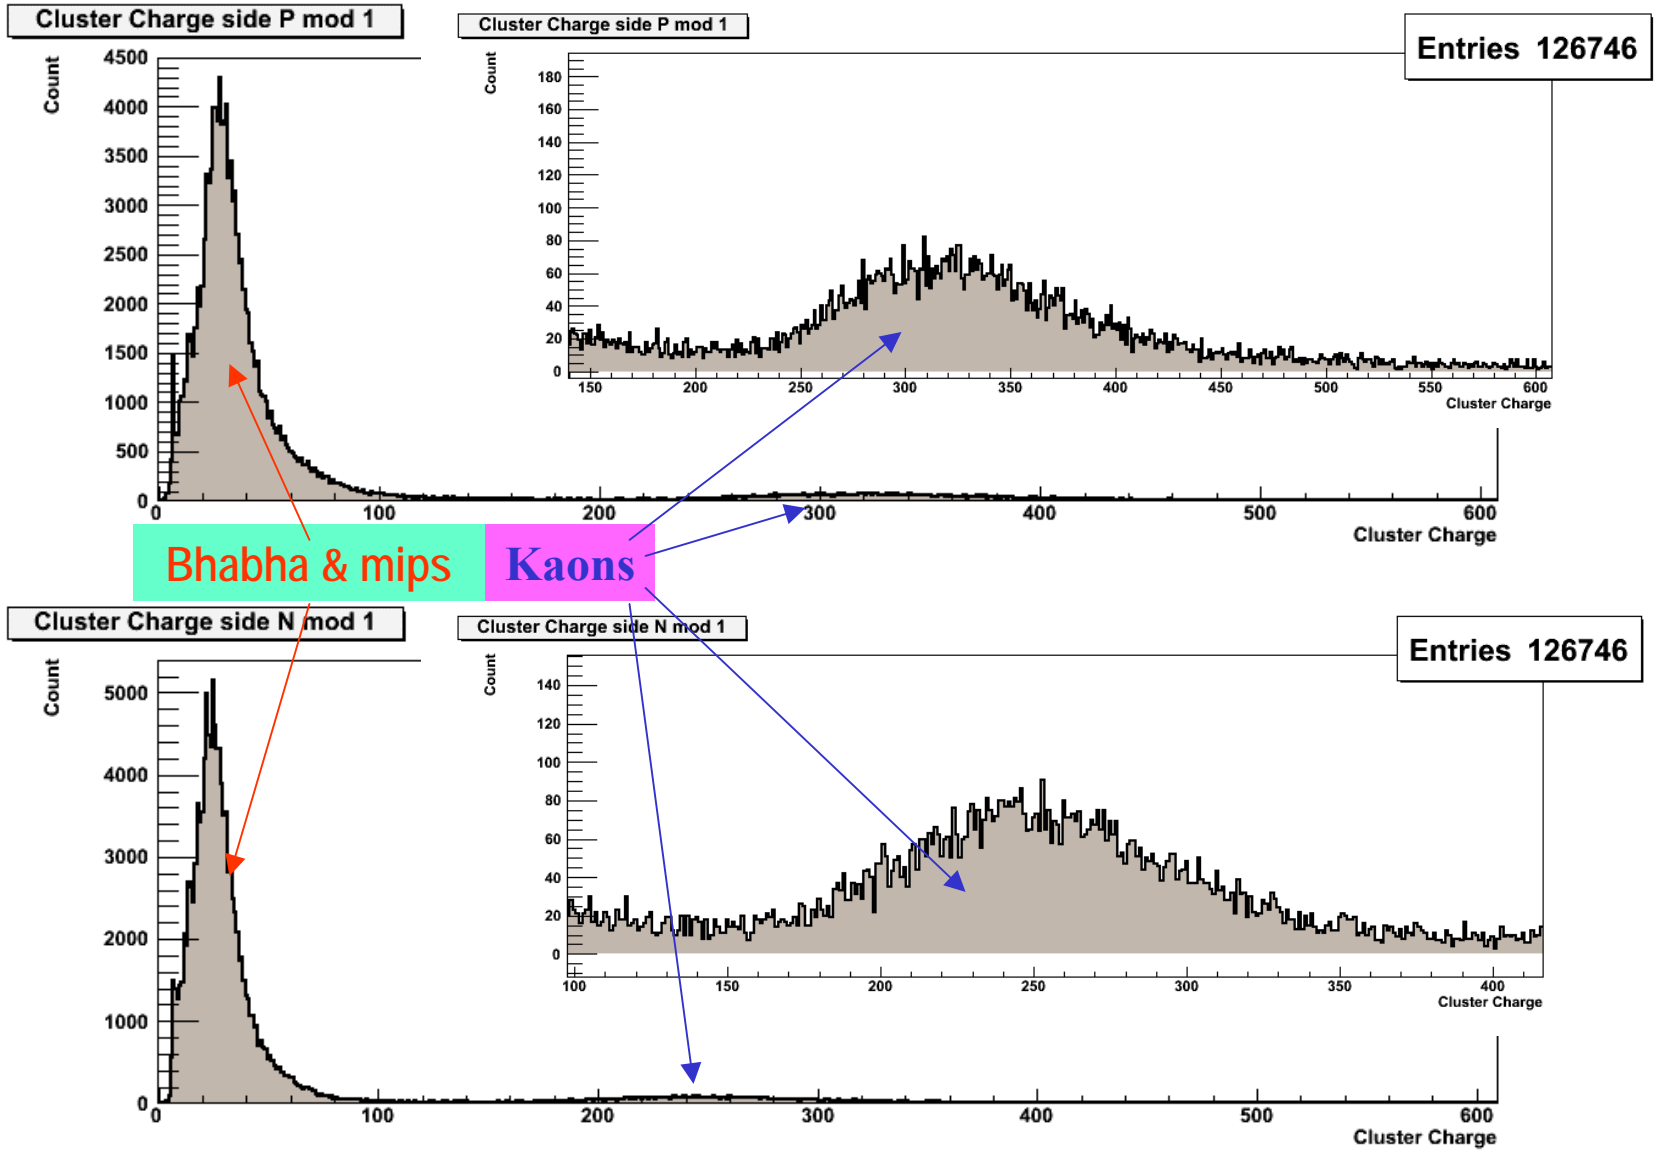 Cluster Charge side P mod 1
Count
4500
4000
3500
3000
2500
2000
1500
1000
500
0
0 100 200 300 400 500 600
Cluster Charge
Cluster Charge side P mod 1
Entries 126746
Count
180
160
140
120
100
80
60
40
20
0
150 200 250 300 350 400 450 500 550 600
Cluster Charge
Bhabha & mips Kaons
Cluster Charge side N mod 1
Count
5000
4000
3000
2000
1000
0
0 100 200 300 400 500 600
Cluster Charge
Cluster Charge side N mod 1
Entries 126746
Count
140
120
100
80
60
40
20
0
100 150 200 250 300 350 400
Cluster Charge